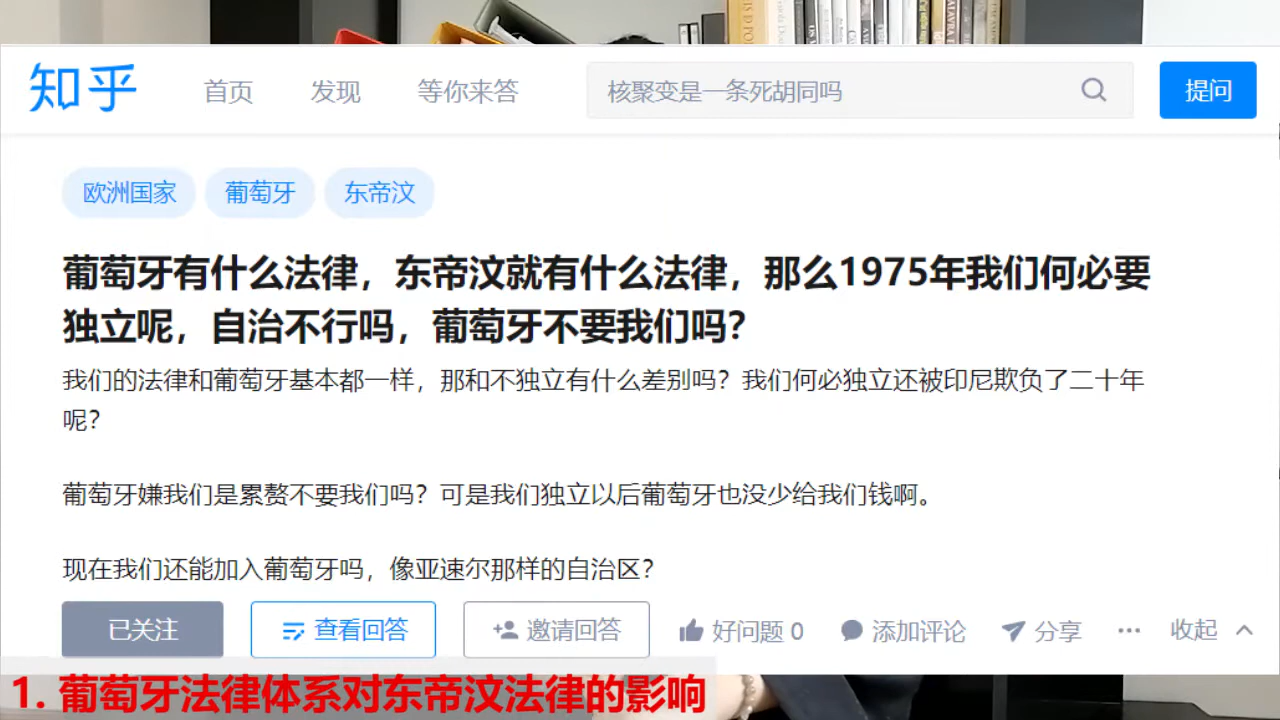 知乎 首页 发现 等你来答 核聚变是一条死胡同吗 提问
欧洲国家 葡萄牙 东帝汶
葡萄牙有什么法律，东帝汶就有什么法律，那么1975年我们何必要
独立呢，自治不行吗，葡萄牙不要我们吗？
我们的法律和葡萄牙基本都一样，那和不独立有什么差别吗？我们何必独立还被印尼欺负了二十年
呢？
葡萄牙嫌我们是累赘不要我们吗？可是我们独立以后葡萄牙也没少给我们钱啊。
现在我们还能加入葡萄牙吗，像亚速尔那样的自治区？
已关注 查看回答 邀请回答 好问题 0 添加评论 分享 ··· 收起
1. 葡萄牙法律体系对东帝汶法律的影响